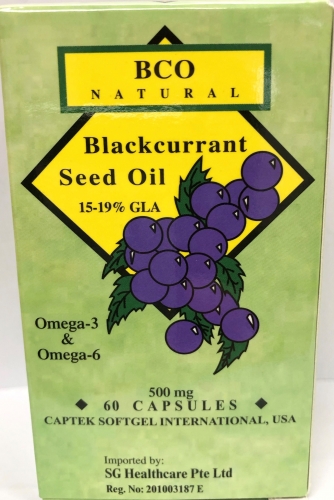 BCO
NATURAL
Blackcurrant
Seed Oil
15-19% GLA
Omega-3
&
Omega-6
500 mg
60 CAPSULES
CAPTEK SOFTGEL INTERNATIONAL, USA
Imported by:
SG Healthcare Pte Ltd
Reg. No: 201003187 E